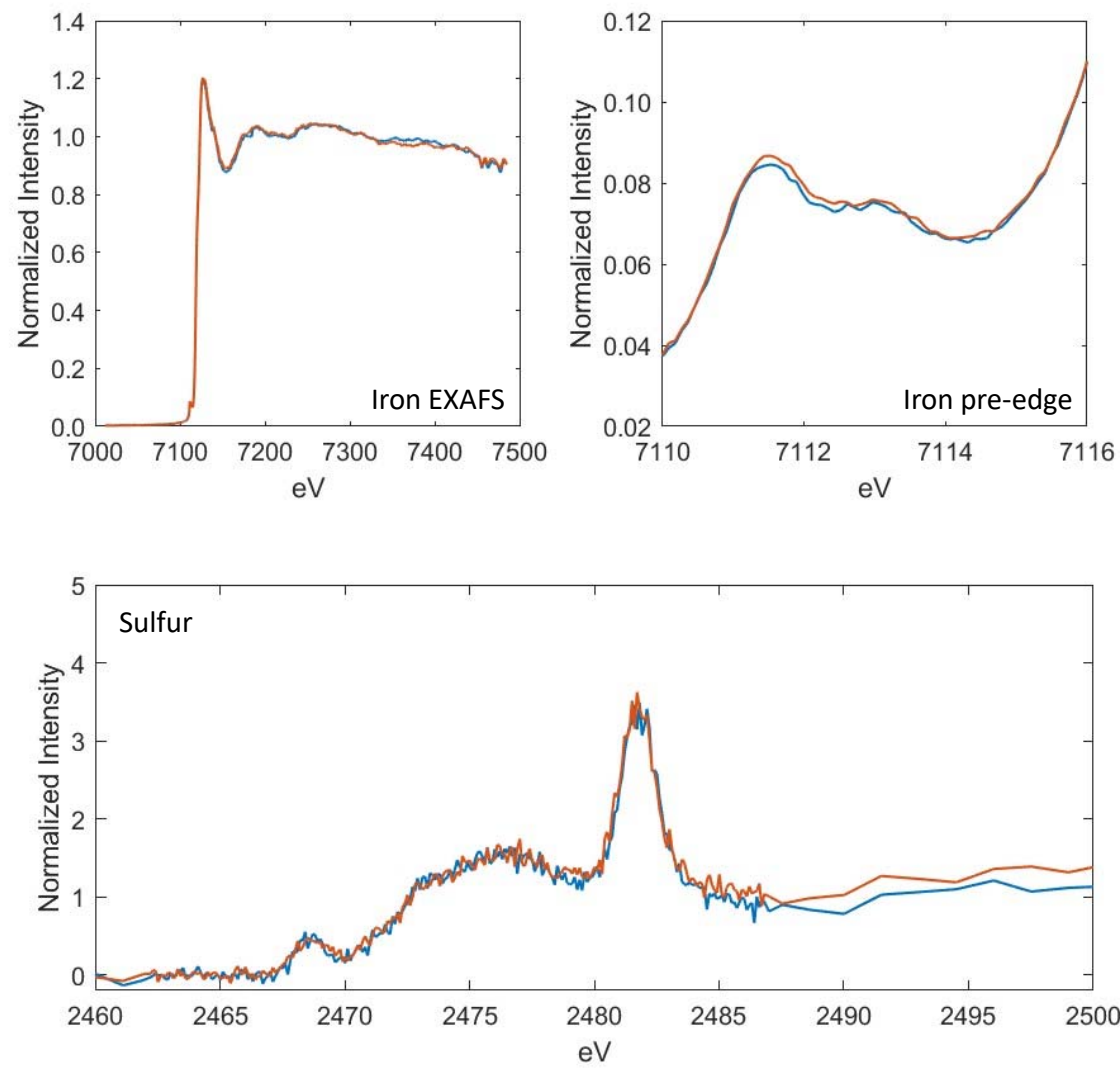 1.4
1.2
1.0
0.8
0.6
0.4
0.2
0.0
Normalized Intensity
Iron EXAFS
7000 7100 7200 7300 7400 7500
eV
0.12
0.10
0.08
0.06
0.04
0.02
Normalized Intensity
Iron pre-edge
7110 7112 7114 7116
eV
5
4
3
2
1
0
Normalized Intensity
Sulfur
2460 2465 2470 2475 2480 2485 2490 2495 2500
eV